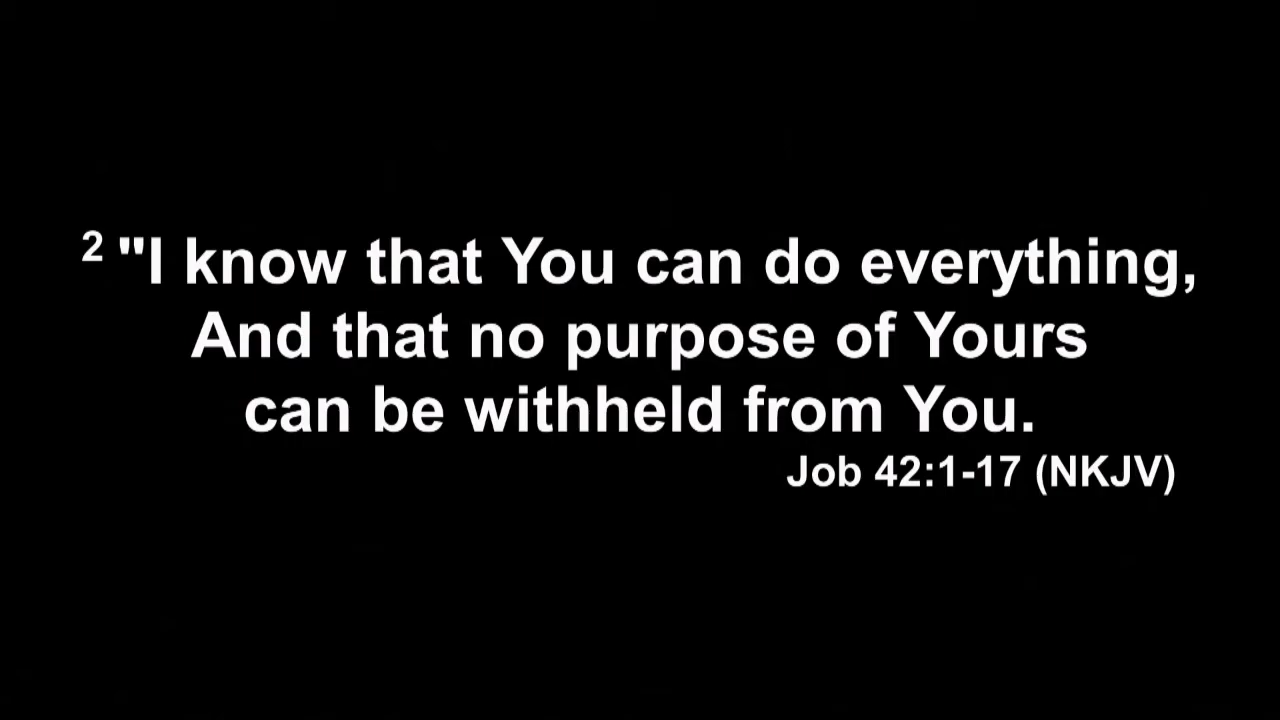 2 "I know that You can do everything,
And that no purpose of Yours
can be withheld from You.
Job 42:1-17 (NKJV)